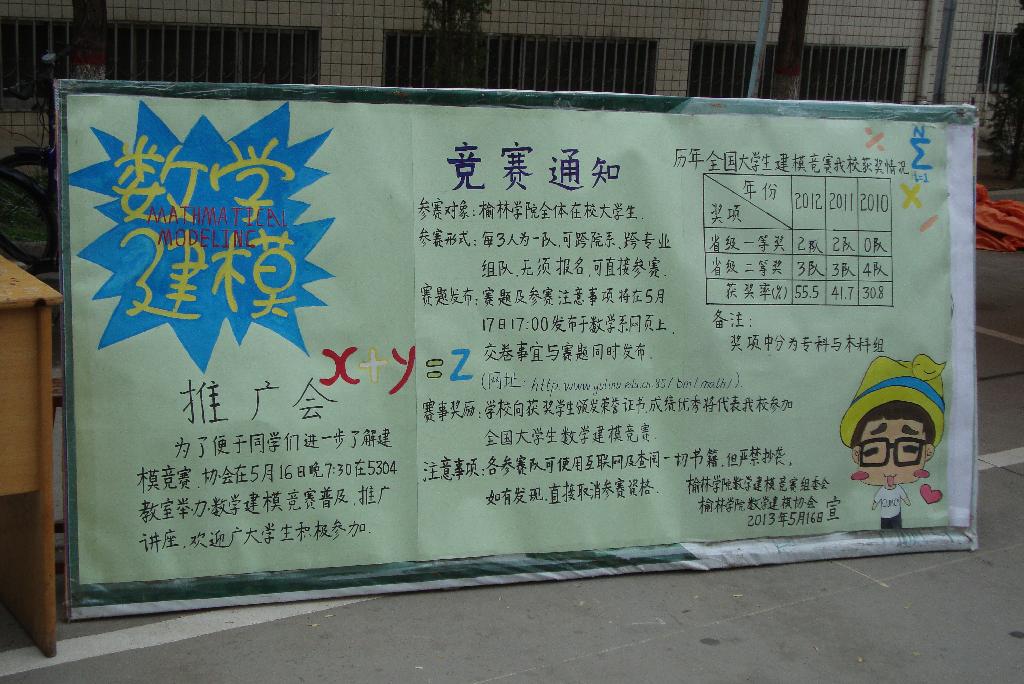 数学
MATHMATICAL
MODELING
建模
x+y=z
推广会
为了便于同学们进一步了解建
模竞赛，协会在5月16日晚7:30在5304
教室举办数学建模竞赛普及、推广
讲座，欢迎广大学生积极参加．
竞赛通知
参赛对象：榆林学院全体在校大学生．
参赛形式：每3人为一队，可跨院系、跨专业
组队，无须报名，可直接参赛．
赛题发布：赛题及参赛注意事项将在5月
17日17:00发布于数学系网页上．
交卷事宜与赛题同时发布．
赛事奖励：学校向获奖学生颁发荣誉证书，成绩优秀将代表我校参加
全国大学生数学建模竞赛．
注意事项：各参赛队可使用互联网及查阅一切书籍，但严禁抄袭，
如有发现，直接取消参赛资格．
历年全国大学生建模竞赛我校获奖情况
年份 2012 2011 2010
奖项
省级一等奖 2队 2队 0队
省级二等奖 3队 3队 4队
获奖率(%) 55.5 41.7 30.8
备注：
奖项中分为专科与本科组
榆林学院数学建模竞赛组委会
榆林学院数学建模协会
2013年5月16日 宣
N
Σ
i=1
÷
x